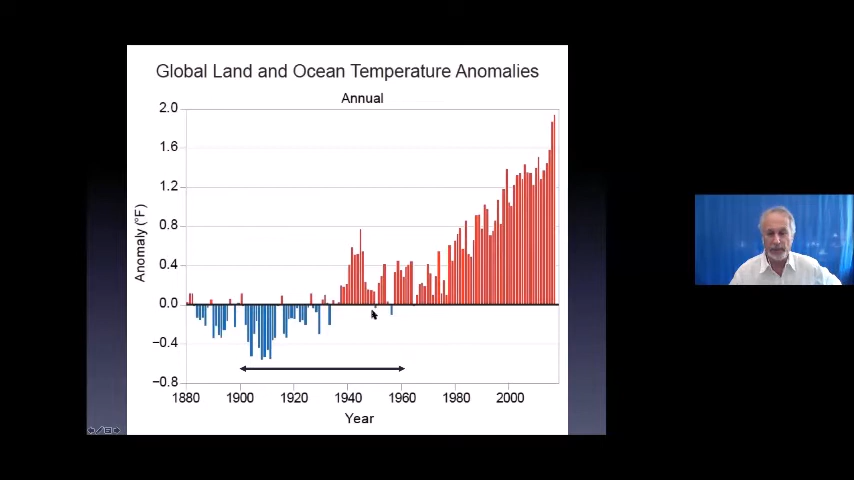 Global Land and Ocean Temperature Anomalies
Annual
2.0
1.6
1.2
0.8
0.4
0.0
−0.4
−0.8
Anomaly (°F)
1880 1900 1920 1940 1960 1980 2000
Year